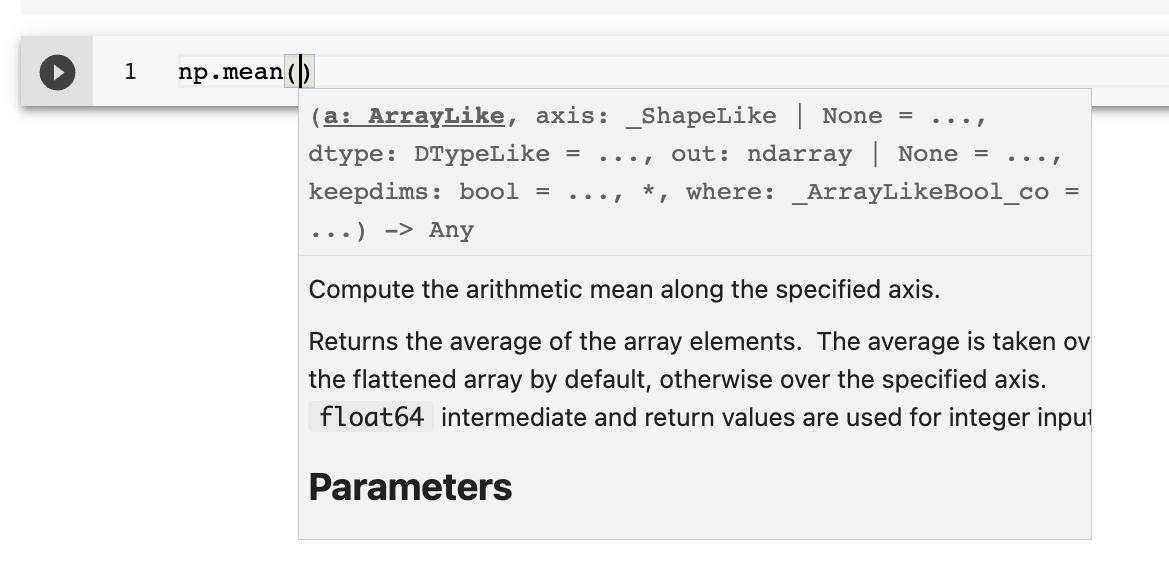 1 np.mean()
(a: ArrayLike, axis: _ShapeLike | None = ...,
dtype: DTypeLike = ..., out: ndarray | None = ...,
keepdims: bool = ..., *, where: _ArrayLikeBool_co =
...) -> Any
Compute the arithmetic mean along the specified axis.
Returns the average of the array elements.  The average is taken ov
the flattened array by default, otherwise over the specified axis.
float64 intermediate and return values are used for integer input
Parameters